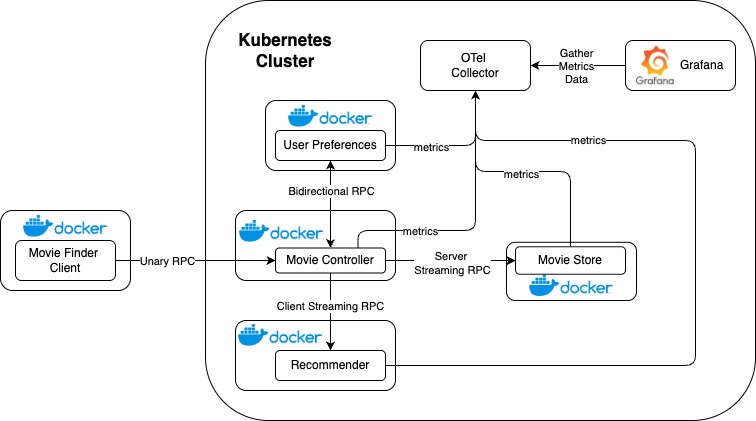 Kubernetes
Cluster
OTel
Collector
Gather
Metrics
Data
Grafana
Grafana
docker
User Preferences
metrics
metrics
metrics
Bidirectional RPC
docker
Movie Finder
Client
Unary RPC
docker
Movie Controller
metrics
Server
Streaming RPC
Movie Store
docker
Client Streaming RPC
docker
Recommender